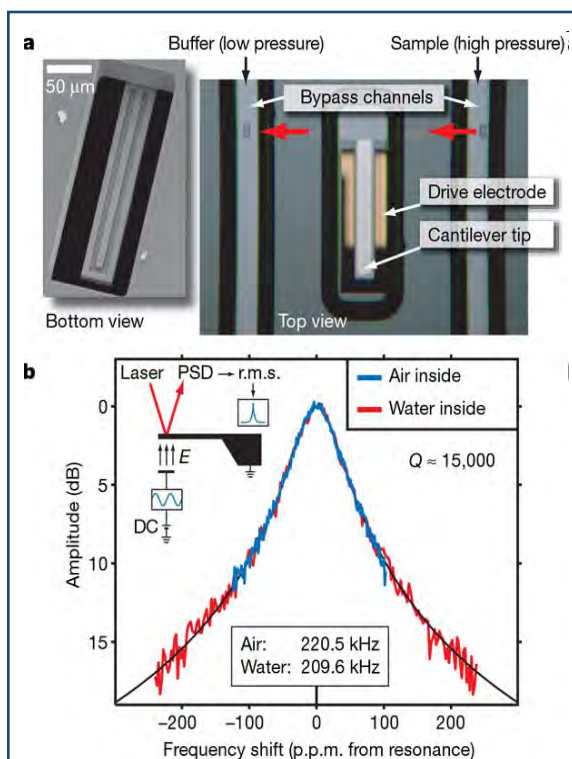 a
Buffer (low pressure)
Sample (high pressure)
50 μm
Bypass channels
Drive electrode
Cantilever tip
Bottom view
Top view
b
Laser PSD → r.m.s.
Air inside
Water inside
E
Q ≈ 15,000
DC
Amplitude (dB)
0
5
10
15
Air: 220.5 kHz
Water: 209.6 kHz
−200 −100 0 100 200
Frequency shift (p.p.m. from resonance)